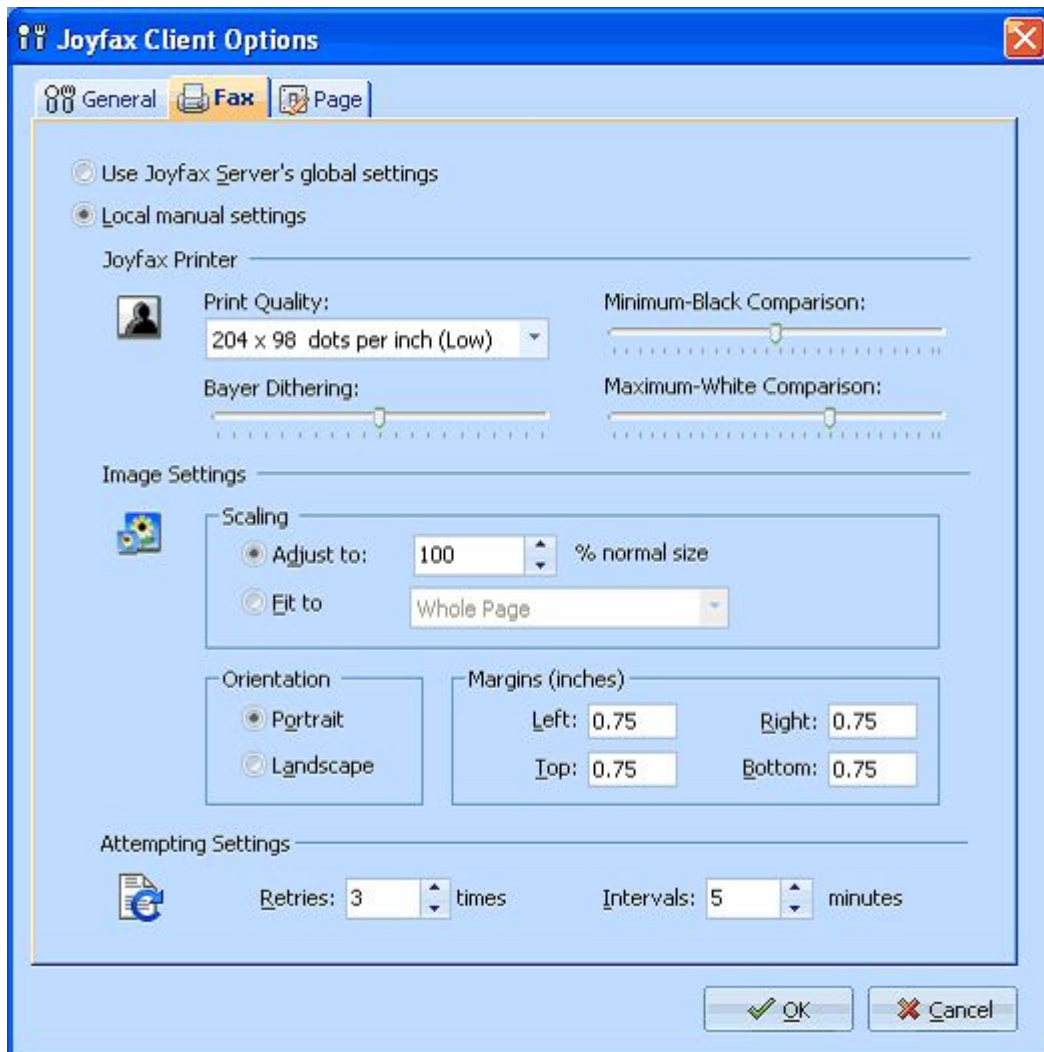 Joyfax Client Options
General Fax Page
Use Joyfax Server's global settings
Local manual settings
Joyfax Printer
Print Quality: Minimum-Black Comparison:
204 x 98 dots per inch (Low)
Bayer Dithering: Maximum-White Comparison:
Image Settings
Scaling
Adjust to: 100 % normal size
Fit to Whole Page
Orientation Margins (inches)
Portrait Left: 0.75 Right: 0.75
Landscape Top: 0.75 Bottom: 0.75
Attempting Settings
Retries: 3 times Intervals: 5 minutes
OK Cancel